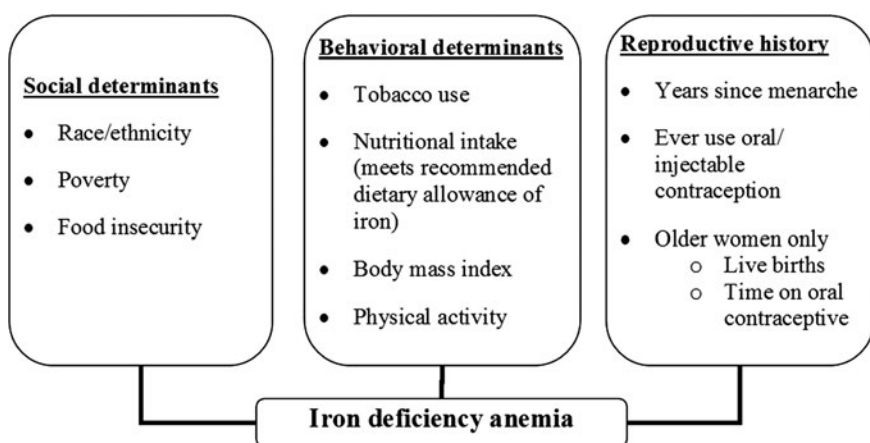 Social determinants
• Race/ethnicity
• Poverty
• Food insecurity
Behavioral determinants
• Tobacco use
• Nutritional intake
(meets recommended
dietary allowance of
iron)
• Body mass index
• Physical activity
Reproductive history
• Years since menarche
• Ever use oral/
injectable
contraception
• Older women only
o Live births
o Time on oral
contraceptive
Iron deficiency anemia